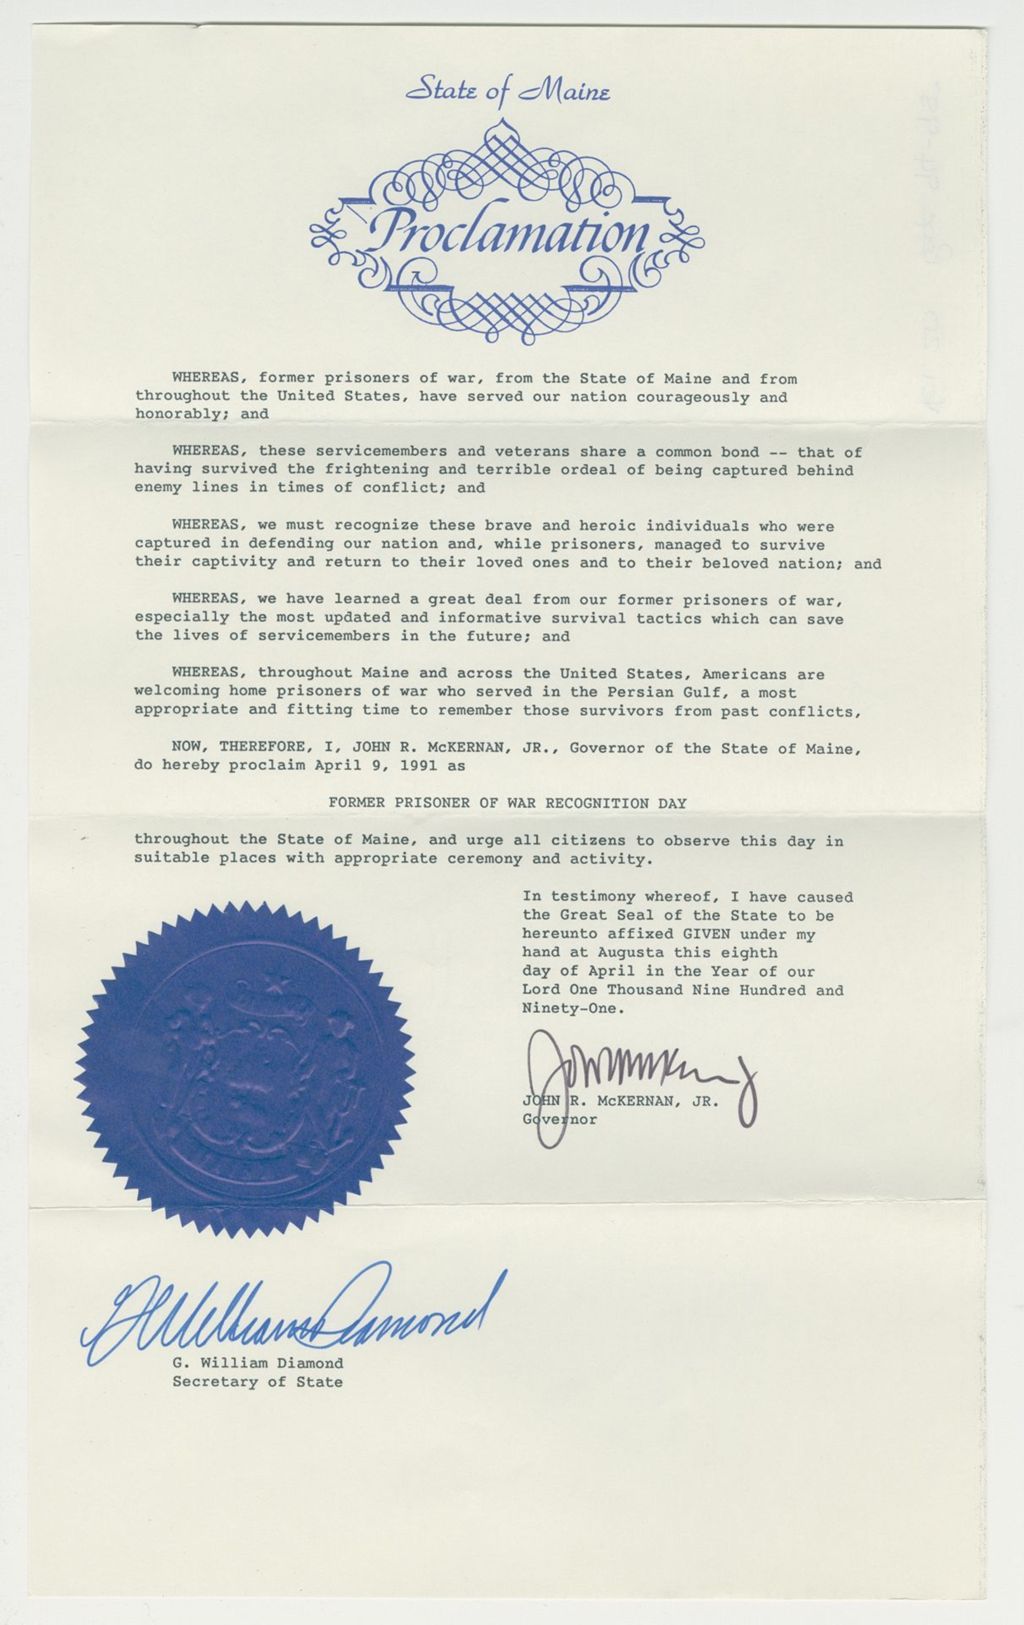 State of Maine
Proclamation
WHEREAS, former prisoners of war, from the State of Maine and from
throughout the United States, have served our nation courageously and
honorably; and
WHEREAS, these servicemembers and veterans share a common bond -- that of
having survived the frightening and terrible ordeal of being captured behind
enemy lines in times of conflict; and
WHEREAS, we must recognize these brave and heroic individuals who were
captured in defending our nation and, while prisoners, managed to survive
their captivity and return to their loved ones and to their beloved nation; and
WHEREAS, we have learned a great deal from our former prisoners of war,
especially the most updated and informative survival tactics which can save
the lives of servicemembers in the future; and
WHEREAS, throughout Maine and across the United States, Americans are
welcoming home prisoners of war who served in the Persian Gulf, a most
appropriate and fitting time to remember those survivors from past conflicts,
NOW, THEREFORE, I, JOHN R. McKERNAN, JR., Governor of the State of Maine,
do hereby proclaim April 9, 1991 as
FORMER PRISONER OF WAR RECOGNITION DAY
throughout the State of Maine, and urge all citizens to observe this day in
suitable places with appropriate ceremony and activity.
In testimony whereof, I have caused
the Great Seal of the State to be
hereunto affixed GIVEN under my
hand at Augusta this eighth
day of April in the Year of our
Lord One Thousand Nine Hundred and
Ninety-One.
JOHN R. McKERNAN, JR.
Governor
G William Diamond
G. William Diamond
Secretary of State